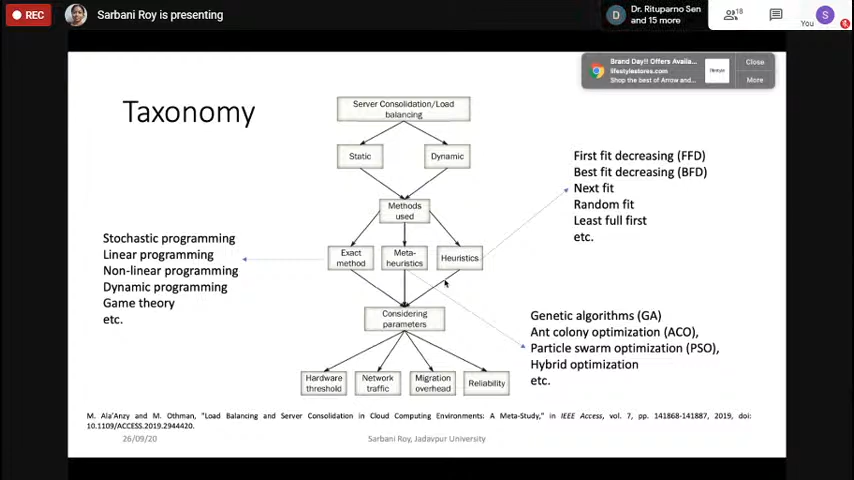 REC
Sarbani Roy is presenting
Dr. Rituparno Sen
and 15 more
18
You
S
D
Brand Day!! Offers Availa...
lifestylestores.com
Shop the best of Arrow and...
Close
More
Taxonomy
Server Consolidation/Load
balancing
Static
Dynamic
Methods
used
Exact
method
Meta-
heuristics
Heuristics
Considering
parameters
Hardware
threshold
Network
traffic
Migration
overhead
Reliability
First fit decreasing (FFD)
Best fit decreasing (BFD)
Next fit
Random fit
Least full first
etc.
Stochastic programming
Linear programming
Non-linear programming
Dynamic programming
Game theory
etc.
Genetic algorithms (GA)
Ant colony optimization (ACO),
Particle swarm optimization (PSO),
Hybrid optimization
etc.
M. Ala'Anzy and M. Othman, "Load Balancing and Server Consolidation in Cloud Computing Environments: A Meta-Study," in IEEE Access, vol. 7, pp. 141868-141887, 2019, doi:
10.1109/ACCESS.2019.2944420.
26/09/20
Sarbani Roy, Jadavpur University